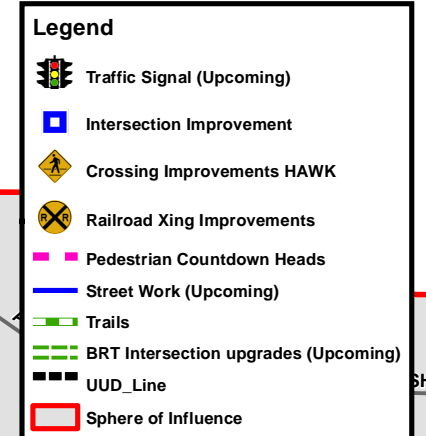 Legend
Traffic Signal (Upcoming)
Intersection Improvement
Crossing Improvements HAWK
R R
Railroad Xing Improvements
Pedestrian Countdown Heads
Street Work (Upcoming)
Trails
BRT Intersection upgrades (Upcoming)
UUD_Line
Sphere of Influence